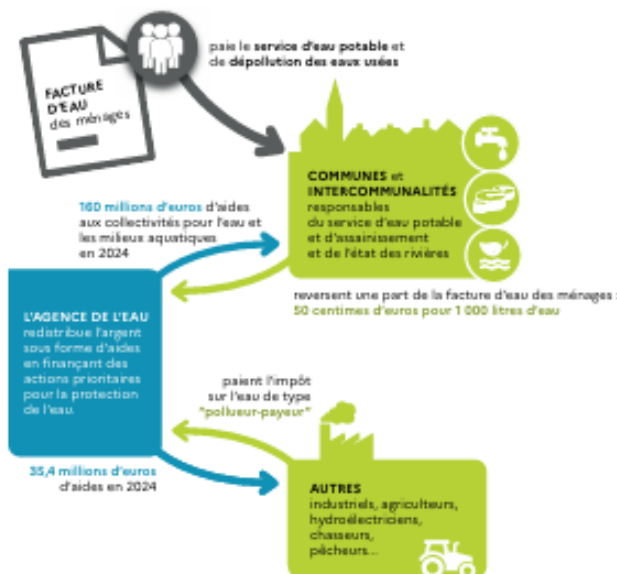 FACTURE
D'EAU
des ménages
paie le service d'eau potable et
de dépollution des eaux usées
COMMUNES et
INTERCOMMUNALITÉS
responsables
du service d'eau potable
et d'assainissement
et de l'état des rivières
160 millions d'euros d'aides
aux collectivités pour l'eau et
les milieux aquatiques
en 2024
reversent une part de la facture d'eau des ménages :
50 centimes d'euros pour 1 000 litres d'eau
L'AGENCE DE L'EAU
redistribue l'argent
sous forme d'aides
en finançant des
actions prioritaires
pour la protection
de l'eau.
paient l'impôt
sur l'eau de type
"pollueur-payeur"
35,4 millions d'euros
d'aides en 2024
AUTRES
industriels, agriculteurs,
hydroélectriciens,
chasseurs,
pêcheurs...